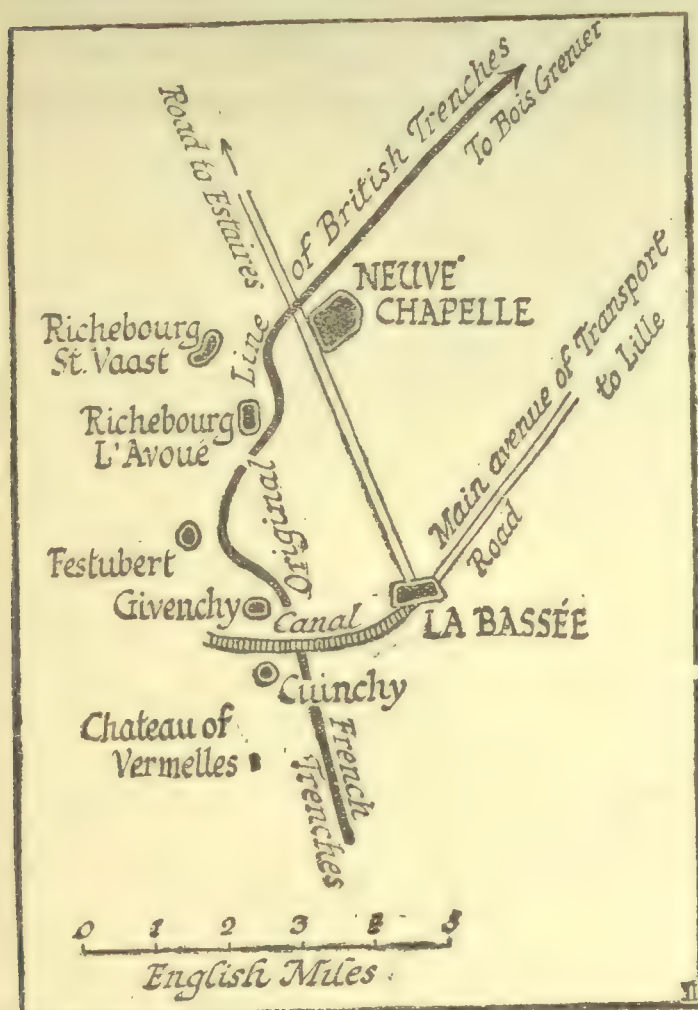 Road to Estaires
Original Line of British Trenches
To Bois Grenier
NEUVE
CHAPELLE
Richebourg
St. Vaast
Richebourg
L'Avoué
Main avenue of Transport
to Lille
Road
Festubert
Givenchy
Canal
LA BASSÉE
Cuinchy
Chateau of
Vermelles
French
Trenches
0 1 2 3 4 5
English Miles